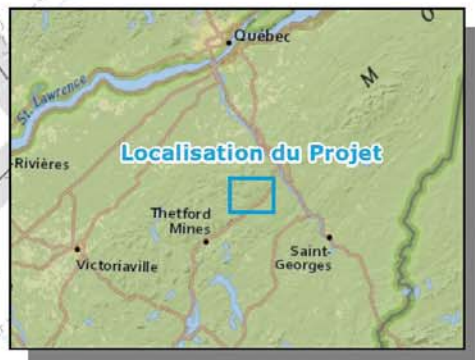 Québec
M O
St. Lawrence
-Rivières
Localisation du Projet
Thetford
Mines
Saint-
Georges
Victoriaville